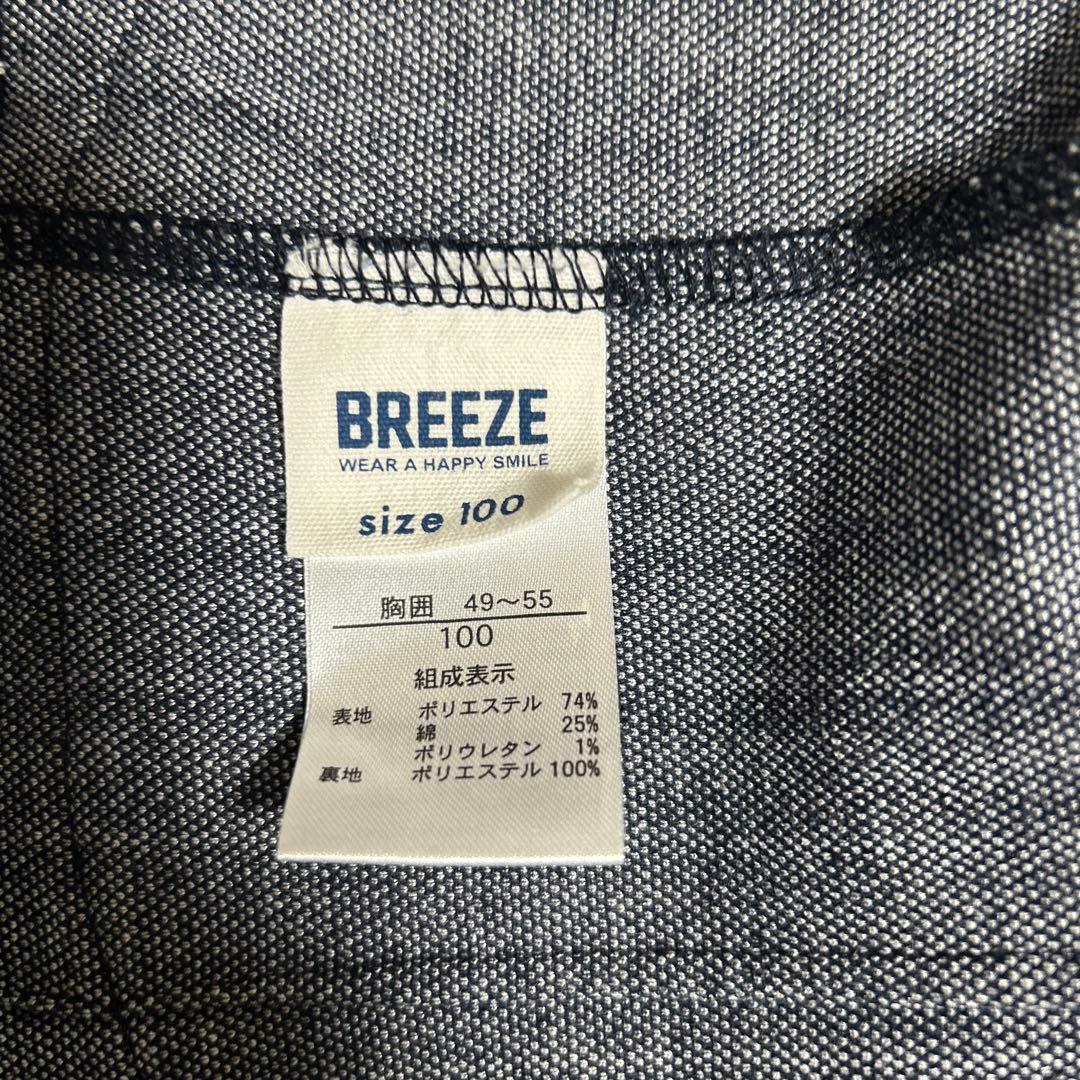 BREEZE
WEAR A HAPPY SMILE
size 100
胸囲 49〜55
100
組成表示
表地 ポリエステル 74%
綿 25%
ポリウレタン 1%
裏地 ポリエステル 100%